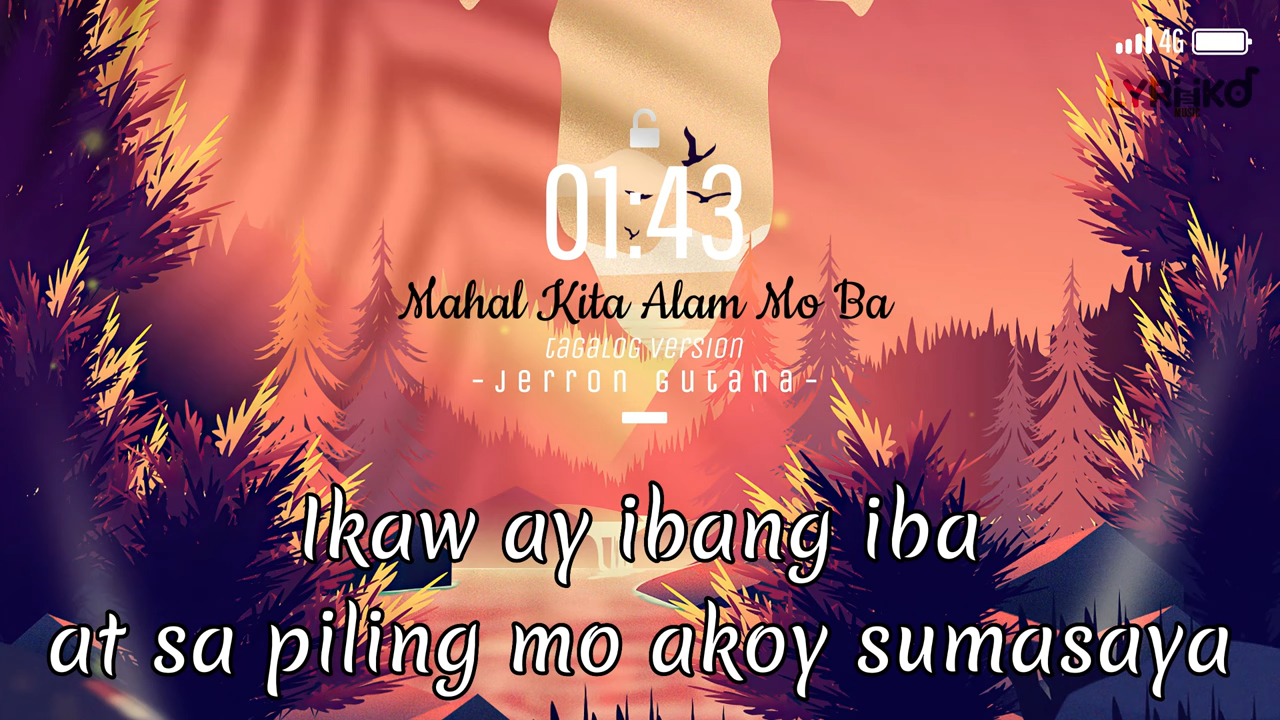 4G
LYRIIKO
01:43
Mahal Kita Alam Mo Ba
tagalog version
-Jerron Gutana-
Ikaw ay ibang iba
at sa piling mo akoy sumasaya